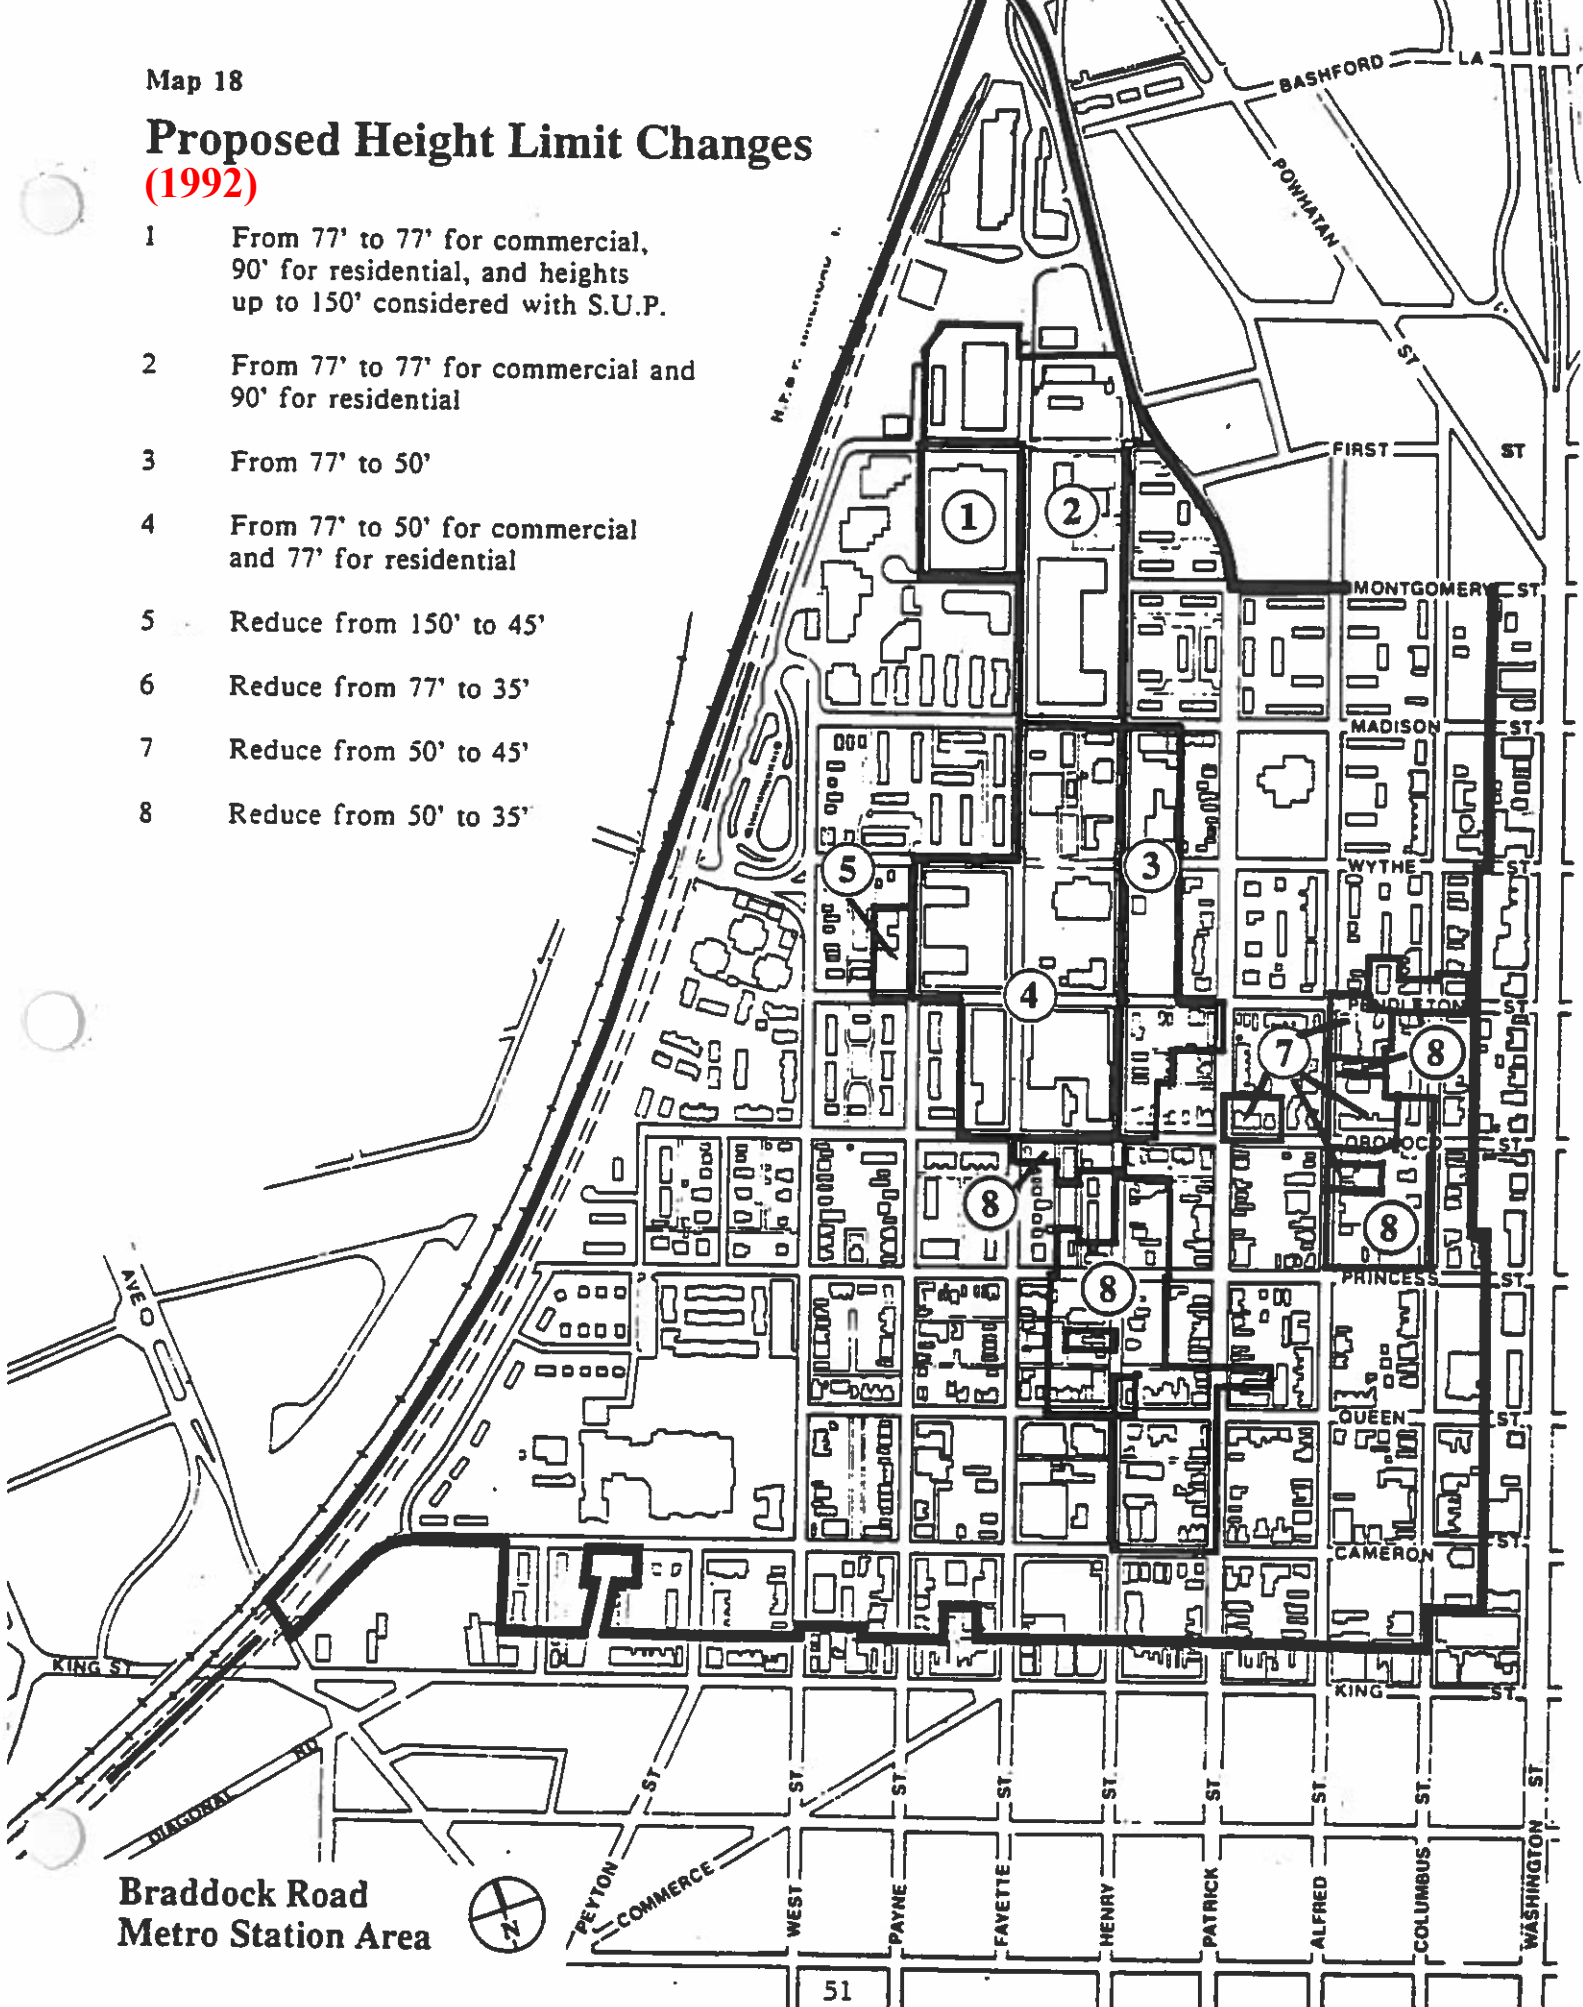 Map 18
Proposed Height Limit Changes
(1992)
1 From 77' to 77' for commercial,
90' for residential, and heights
up to 150' considered with S.U.P.
2 From 77' to 77' for commercial and
90' for residential
3 From 77' to 50'
4 From 77' to 50' for commercial
and 77' for residential
5 Reduce from 150' to 45'
6 Reduce from 77' to 35'
7 Reduce from 50' to 45'
8 Reduce from 50' to 35'
BASHFORD LA
POWHATAN ST
FIRST ST
1
2
MONTGOMERY ST
MADISON ST
5
3
WYTHE ST
4
PENDLETON ST
7
8
ORONOCO ST
8
8
8
PRINCESS ST
AVE
QUEEN ST.
CAMERON ST
KING ST
KING ST
DIAGONAL RD
PEYTON ST
COMMERCE
WEST ST
PAYNE ST
FAYETTE ST
HENRY ST
PATRICK ST
ALFRED ST
COLUMBUS ST.
WASHINGTON ST
Braddock Road
Metro Station Area
N
51